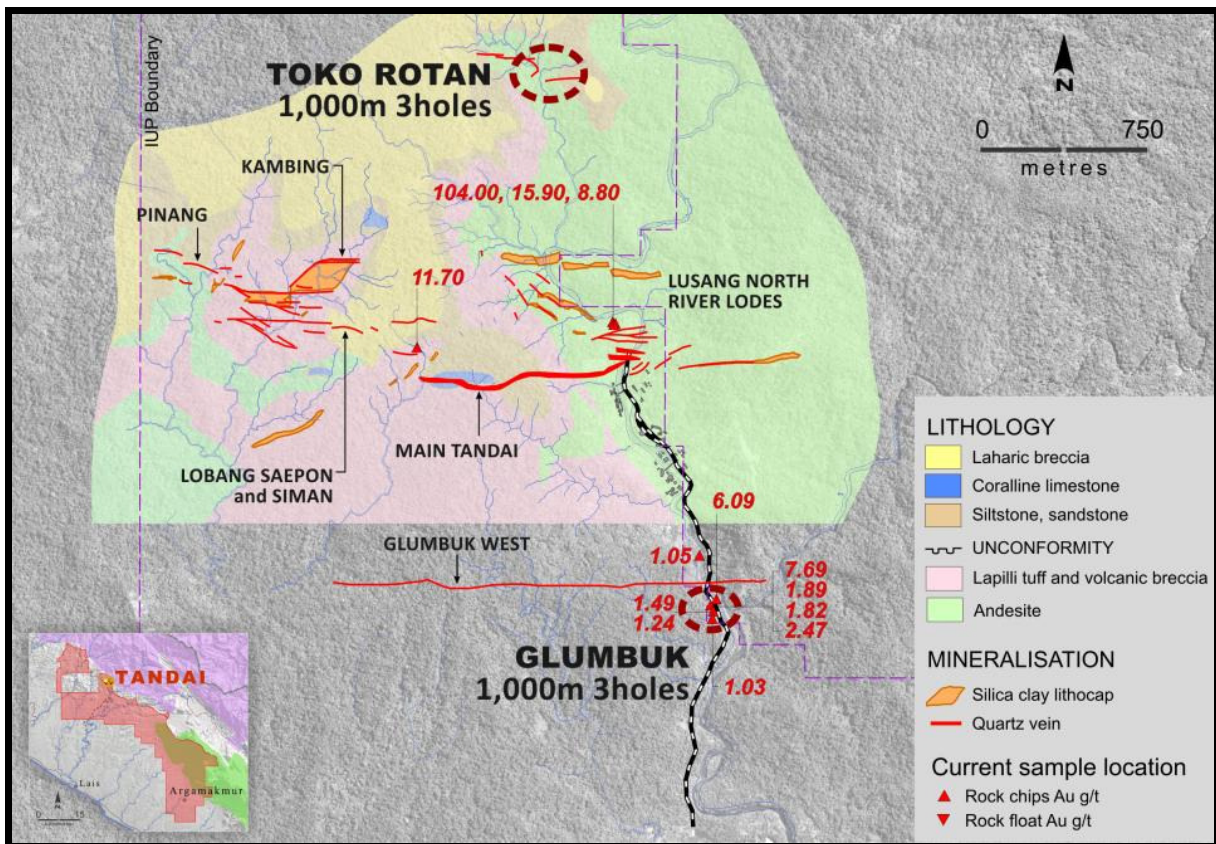 IUP Boundary
TOKO ROTAN
1,000m 3holes
N
0 750
metres
KAMBING
PINANG
104.00, 15.90, 8.80
11.70
LUSANG NORTH
RIVER LODES
MAIN TANDAI
LOBANG SAEPON
and SIMAN
6.09
GLUMBUK WEST
1.05
7.69
1.89
1.82
2.47
1.49
1.24
GLUMBUK
1,000m 3holes
1.03
LITHOLOGY
Laharic breccia
Coralline limestone
Siltstone, sandstone
UNCONFORMITY
Lapilli tuff and volcanic breccia
Andesite
MINERALISATION
Silica clay lithocap
Quartz vein
Current sample location
Rock chips Au g/t
Rock float Au g/t
TANDAI
Lais
Argamakmur
0 15